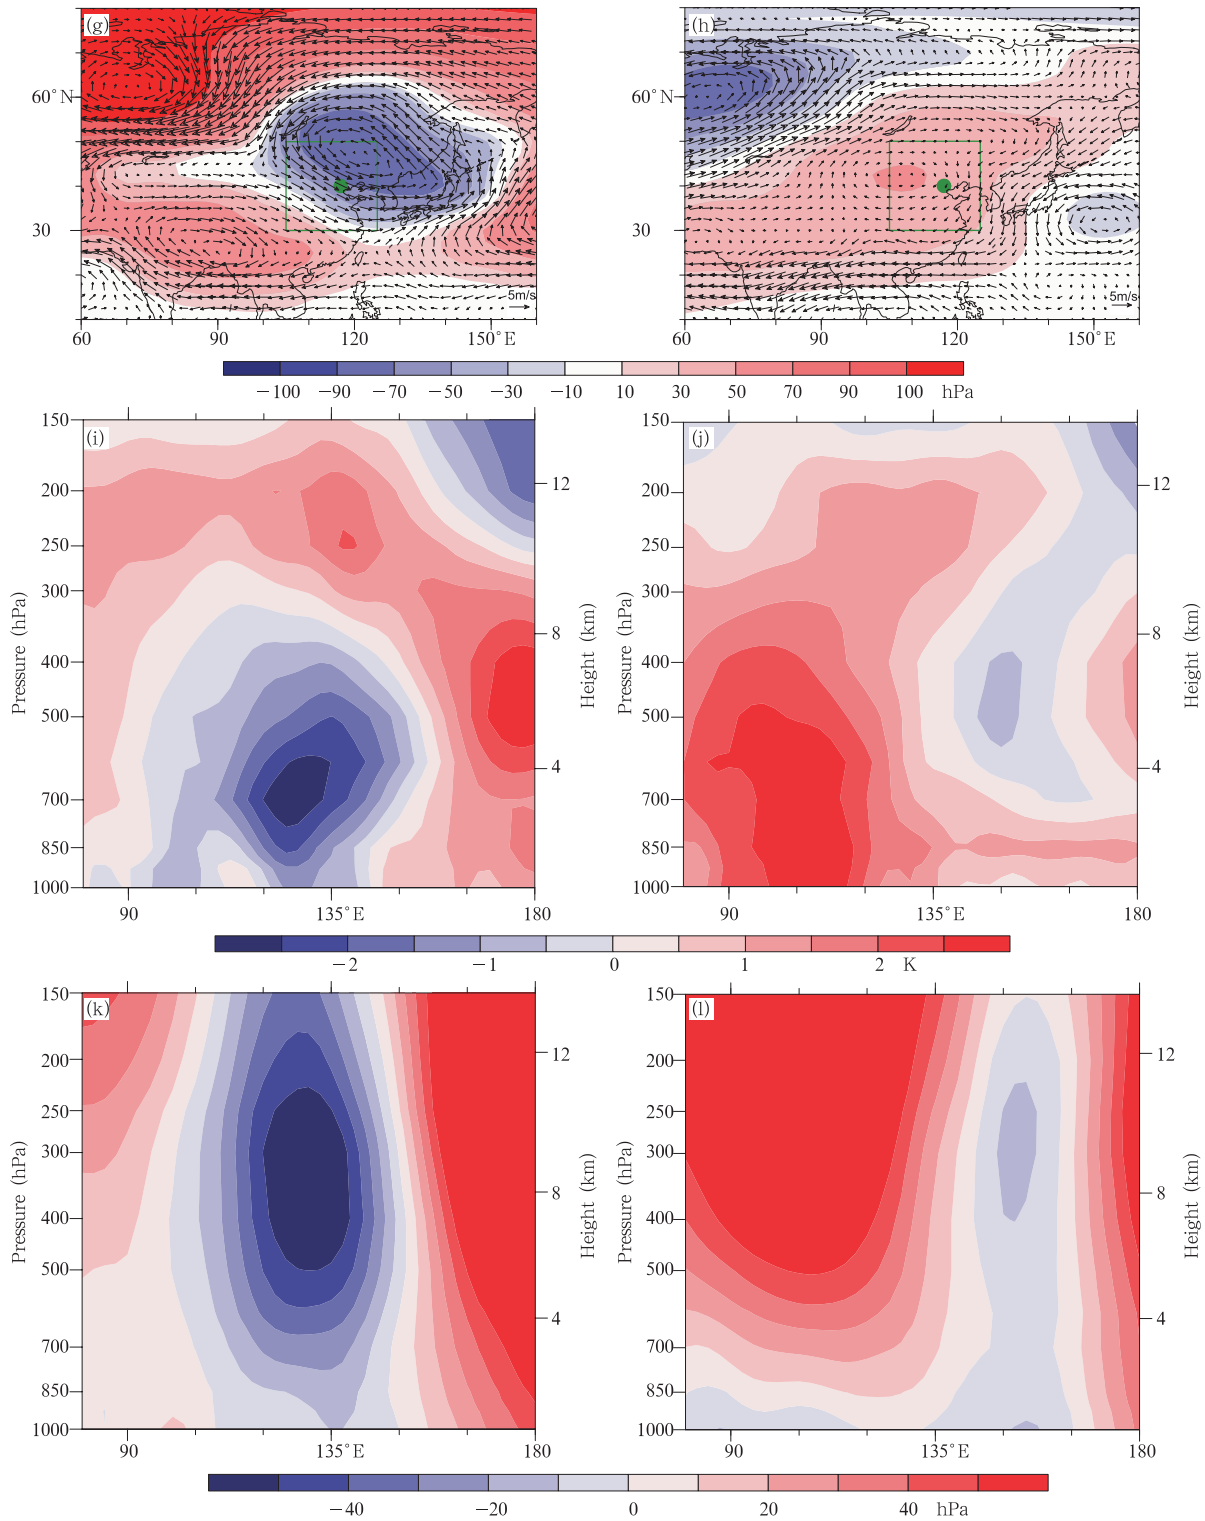 (g) (h)
60°N 60°N
30 30
5m/s 5m/s
60 90 120 150°E 60 90 120 150°E
−100 −90 −70 −50 −30 −10 10 30 50 70 90 100 hPa
(i) (j)
150 150
200 12 200 12
250 250
300 300
8 8
400 400
500 500
4 4
700 700
850 850
1000 1000
Pressure (hPa) Height (km) Pressure (hPa) Height (km)
90 135°E 180 90 135°E 180
−2 −1 0 1 2 K
(k) (l)
150 150
200 12 200 12
250 250
300 300
8 8
400 400
500 500
4 4
700 700
850 850
1000 1000
Pressure (hPa) Height (km) Pressure (hPa) Height (km)
90 135°E 180 90 135°E 180
−40 −20 0 20 40 hPa